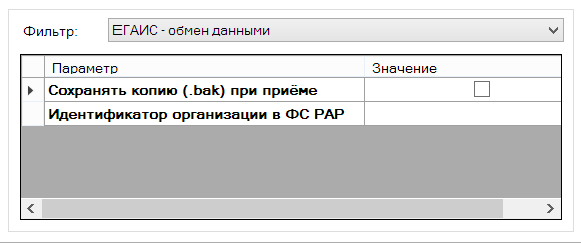 Фильтр: ЕГАИС - обмен данными
Параметр Значение
Сохранять копию (.bak) при приёме
Идентификатор организации в ФС РАР